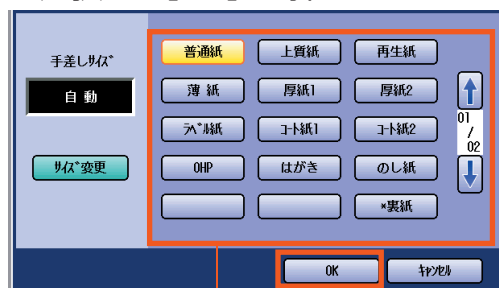 手差しｻｲｽﾞ
自 動
ｻｲｽﾞ変更
普通紙 上質紙 再生紙
薄 紙 厚紙1 厚紙2
ﾗﾍﾞﾙ紙 ｺｰﾄ紙1 ｺｰﾄ紙2
OHP はがき のし紙
*裏紙
01
/
02
OK ｷｬﾝｾﾙ